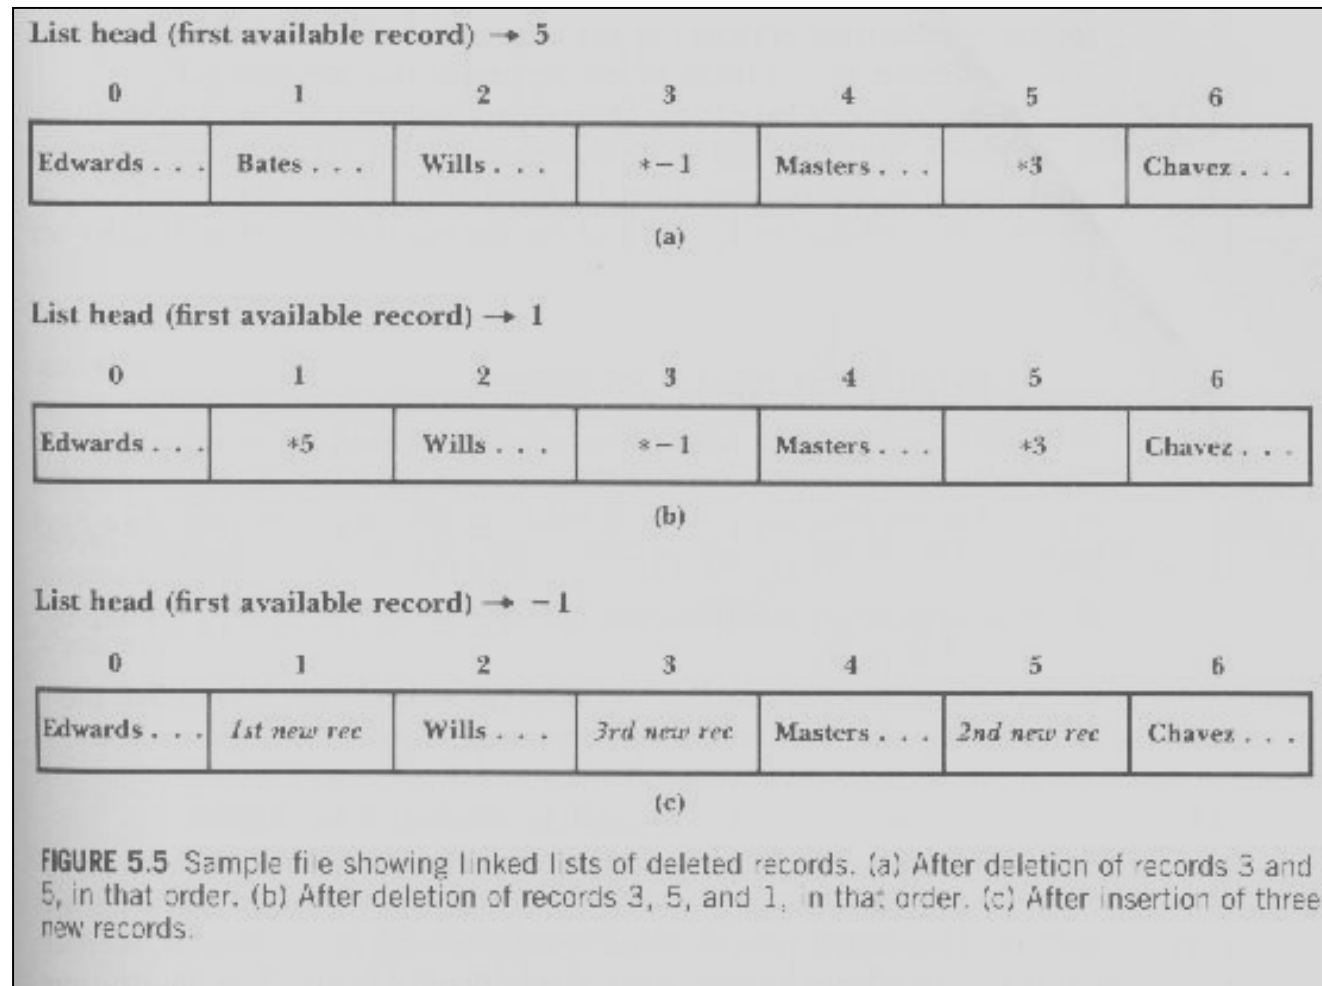 List head (first available record) → 5
0 1 2 3 4 5 6
Edwards . . . Bates . . . Wills . . . *−1 Masters . . . *3 Chavez . . .
(a)
List head (first available record) → 1
0 1 2 3 4 5 6
Edwards . . . *5 Wills . . . *−1 Masters . . . *3 Chavez . . .
(b)
List head (first available record) → −1
0 1 2 3 4 5 6
Edwards . . . 1st new rec Wills . . . 3rd new rec Masters . . . 2nd new rec Chavez . . .
(c)
FIGURE 5.5 Sample file showing linked lists of deleted records. (a) After deletion of records 3 and
5, in that order. (b) After deletion of records 3, 5, and 1, in that order. (c) After insertion of three
new records.